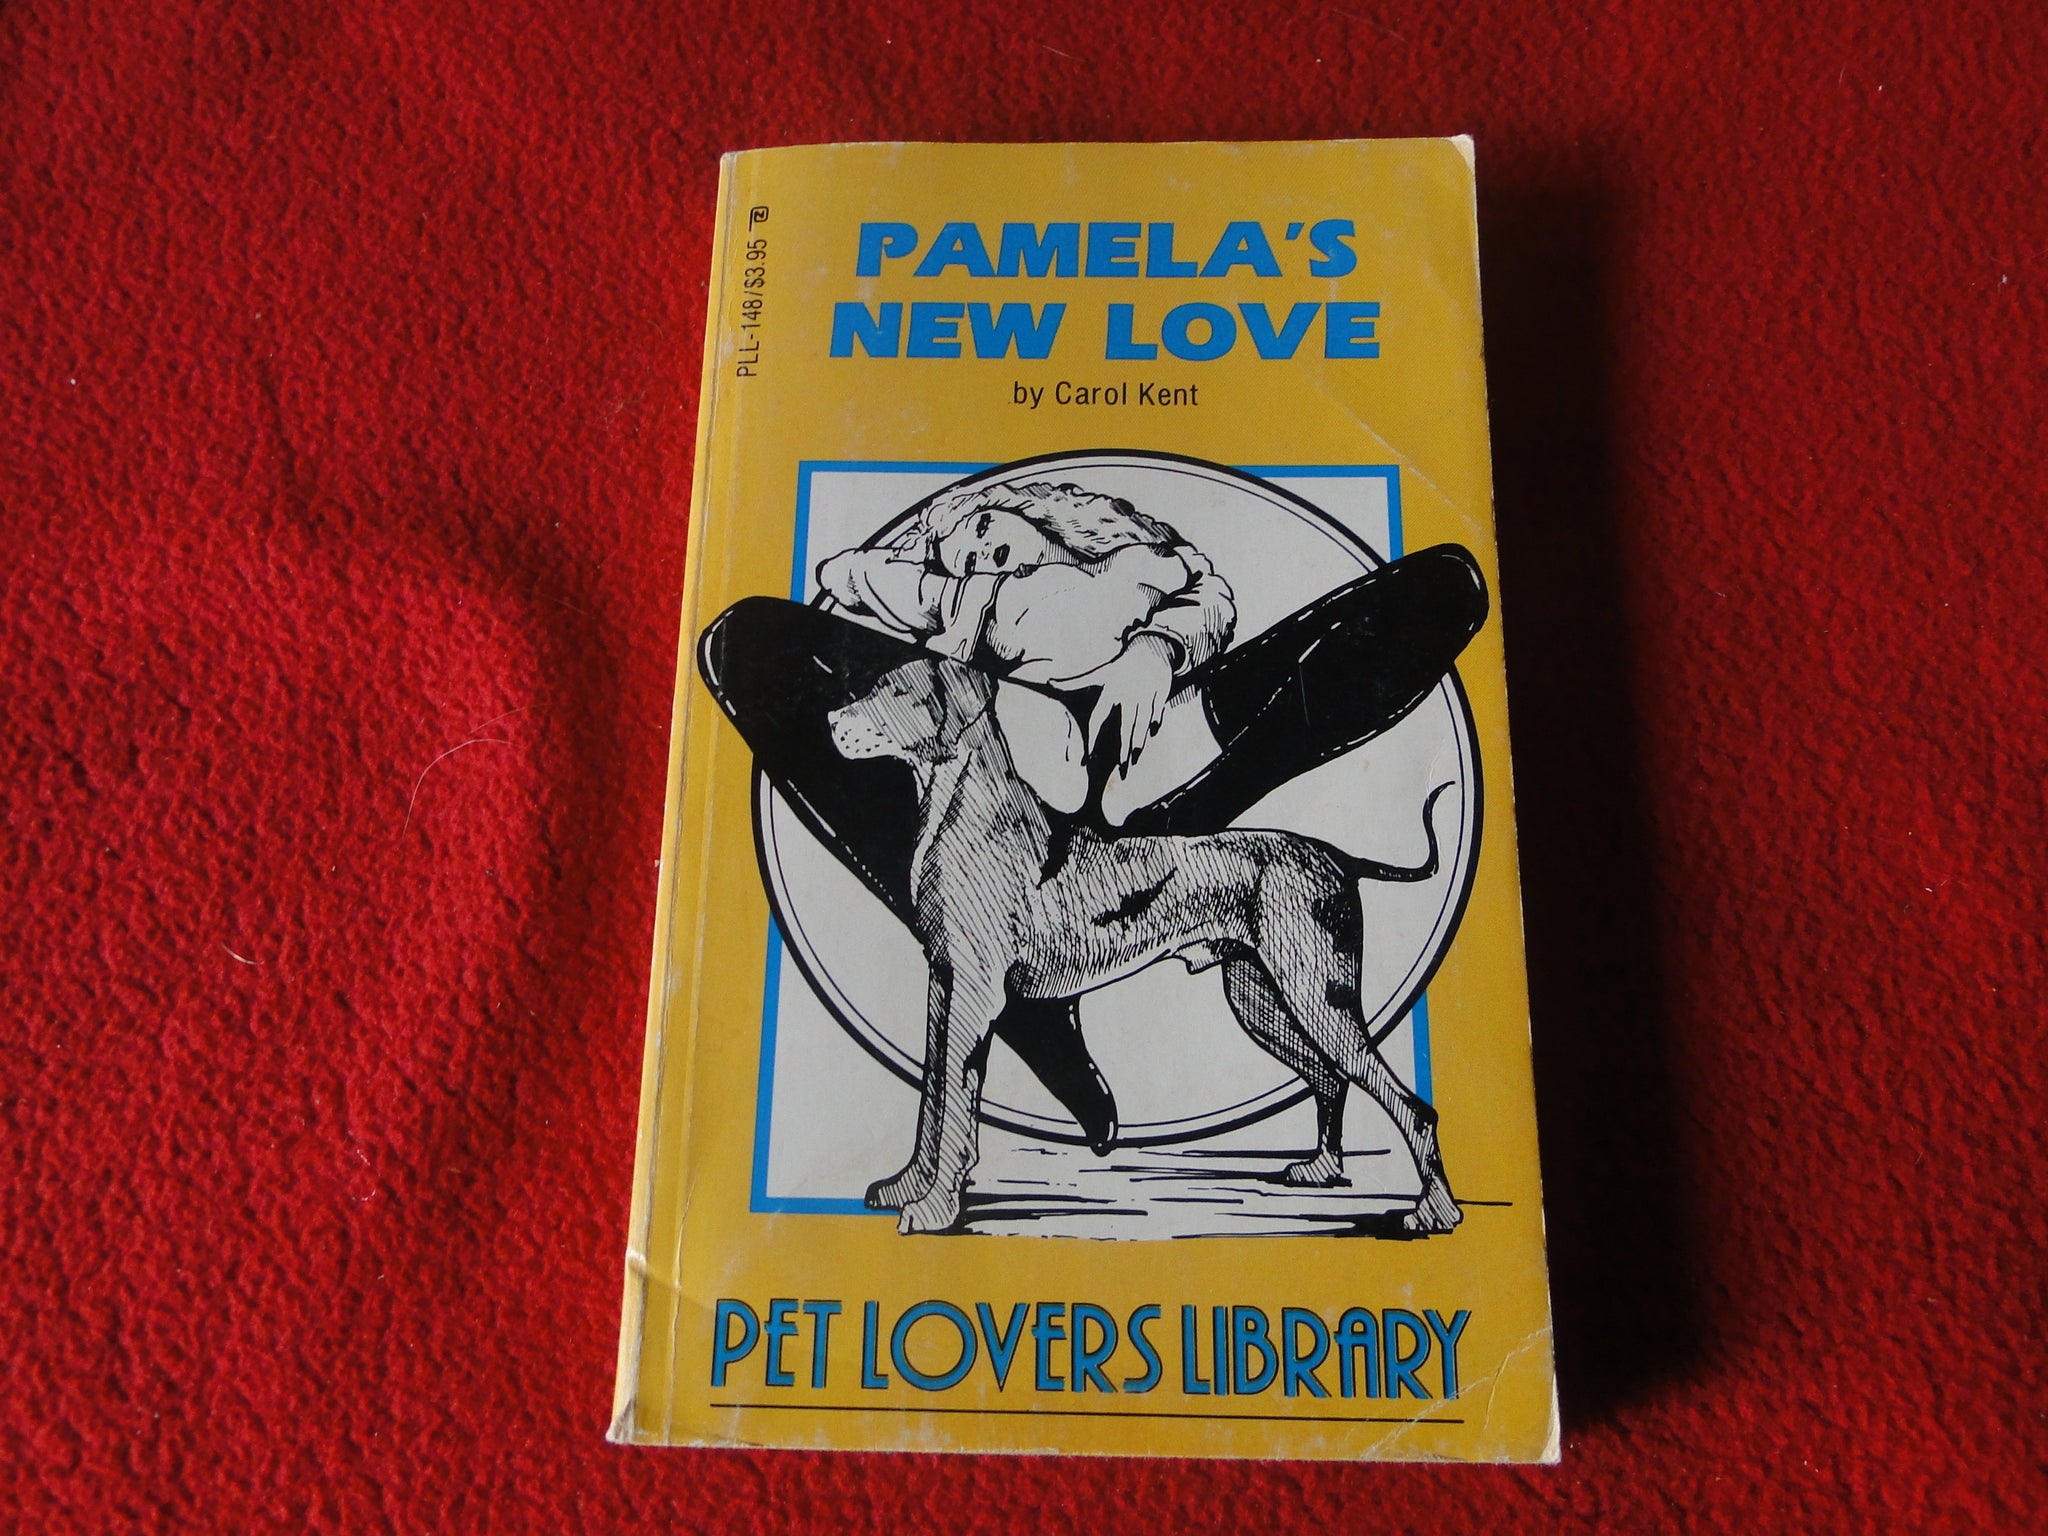 PLL-148/$3.95
PAMELA'S
NEW LOVE
by Carol Kent
PET LOVERS LIBRARY